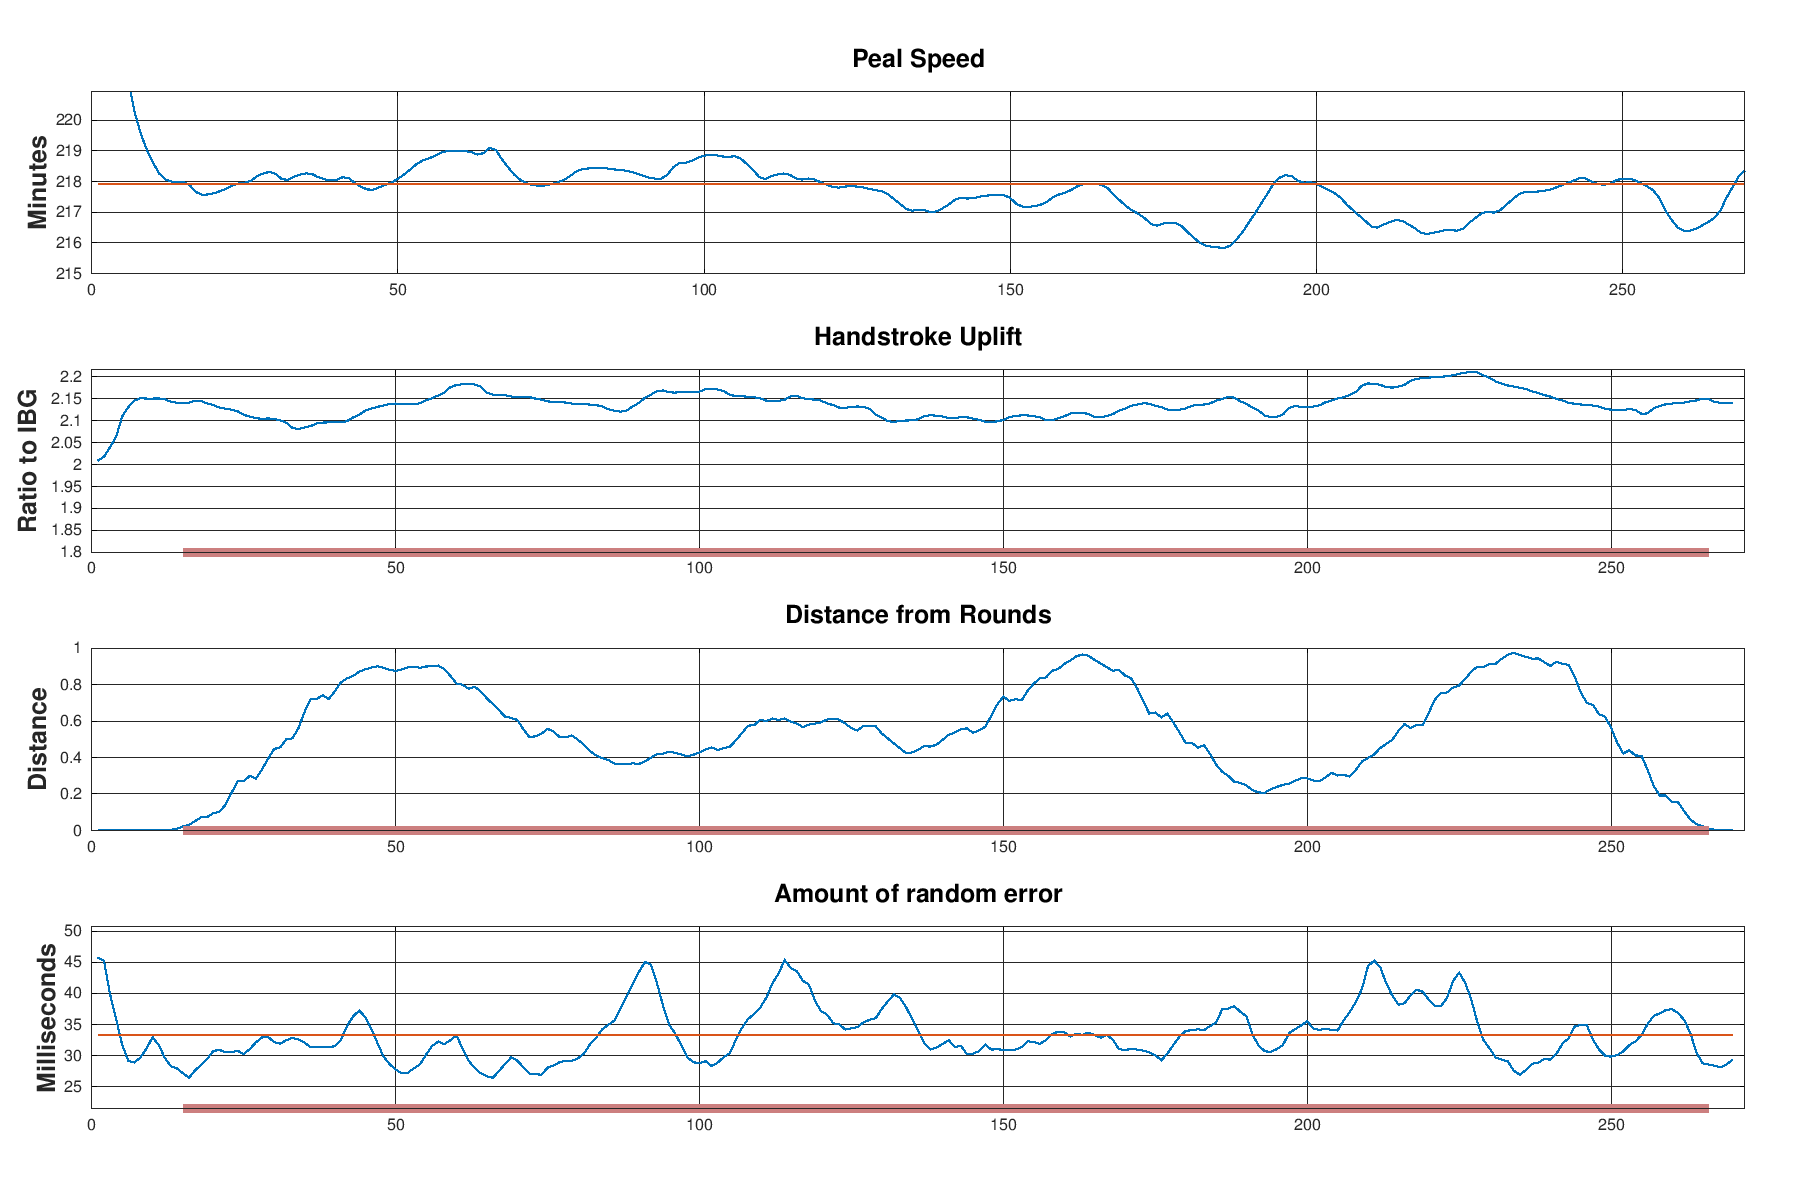 Peal Speed
Minutes
220
219
218
217
216
215
0 50 100 150 200 250
Handstroke Uplift
Ratio to IBG
2.2
2.15
2.1
2.05
2
1.95
1.9
1.85
1.8
0 50 100 150 200 250
Distance from Rounds
Distance
1
0.8
0.6
0.4
0.2
0
0 50 100 150 200 250
Amount of random error
Milliseconds
50
45
40
35
30
25
0 50 100 150 200 250